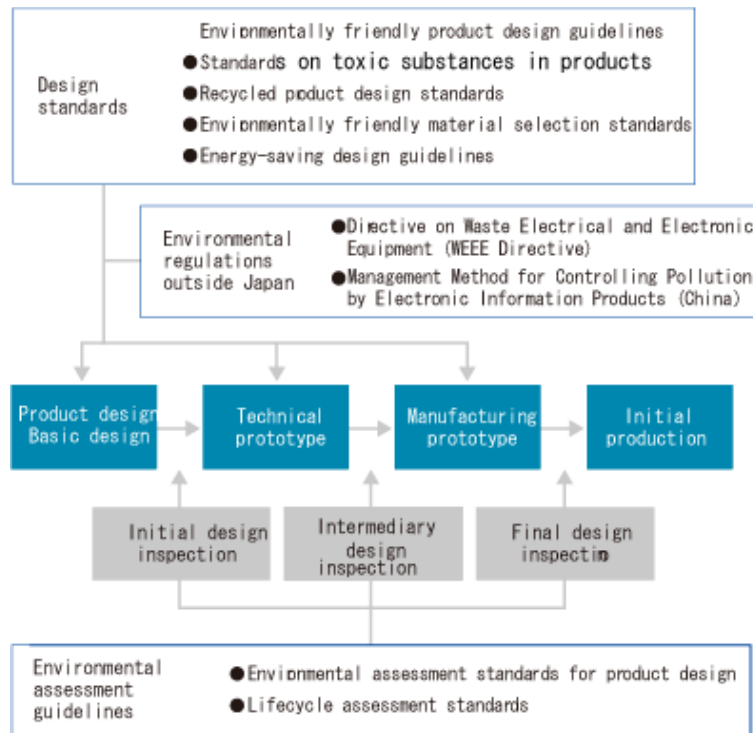 Environmentally friendly product design guidelines
Design
standards
●Standards on toxic substances in products
●Recycled poduct design standards
●Environmentally friendly material selection standards
●Energy-saving design guidelines
Environmental
regulations
outside Japan
●Directive on Waste Electrical and Electronic
Equipment (WEEE Directive)
●Management Method for Controlling Pollution
by Electronic Information Products (China)
Product design
Basic design
Technical
prototype
Manufacturing
prototype
Initial
production
Initial design
inspection
Intermediary
design
inspection
Final design
inspection
Environmental
assessment
guidelines
●Environmental assessment standards for product design
●Lifecycle assessment standards